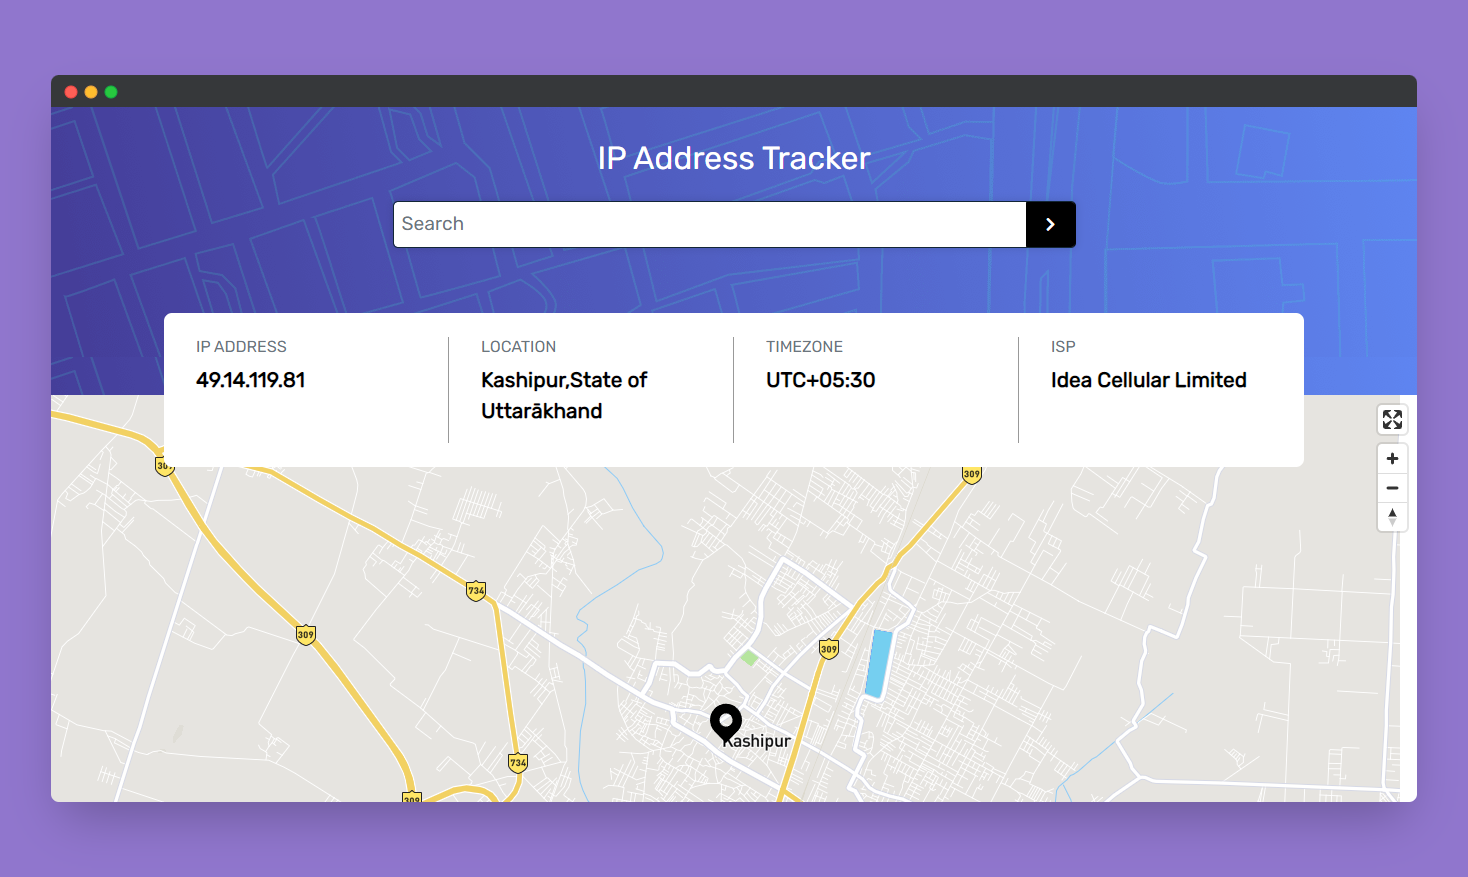 IP Address Tracker
Search
IP ADDRESS
49.14.119.81
LOCATION
Kashipur,State of
Uttarākhand
TIMEZONE
UTC+05:30
ISP
Idea Cellular Limited
309
309
734
309
309
Kashipur
734
309